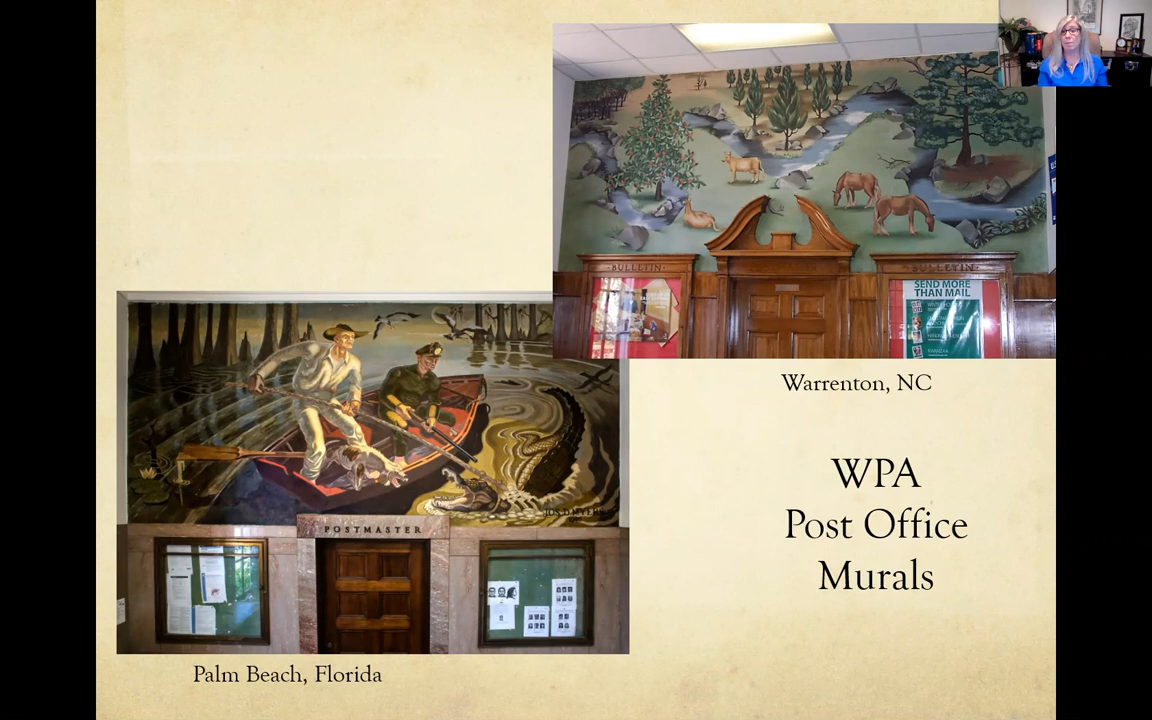 BULLETIN
BULLETIN
SEND MORE
THAN MAIL
Warrenton, NC
WPA
Post Office
Murals
POSTMASTER
Palm Beach, Florida